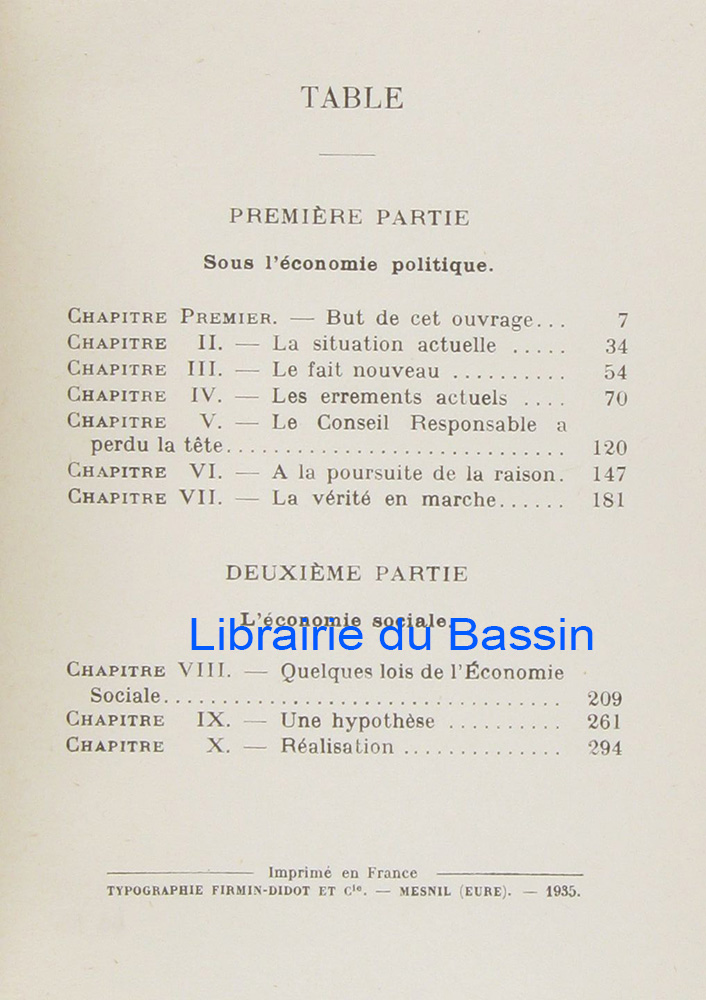 TABLE
PREMIÈRE PARTIE
Sous l'économie politique.
CHAPITRE PREMIER. — But de cet ouvrage... 7
CHAPITRE II. — La situation actuelle ..... 34
CHAPITRE III. — Le fait nouveau .......... 54
CHAPITRE IV. — Les errements actuels .... 70
CHAPITRE V. — Le Conseil Responsable a
perdu la tête.............................. 120
CHAPITRE VI. — A la poursuite de la raison. 147
CHAPITRE VII. — La vérité en marche...... 181
DEUXIÈME PARTIE
L'économie sociale.
Librairie du Bassin
CHAPITRE VIII. — Quelques lois de l'Économie
Sociale................................... 209
CHAPITRE IX. — Une hypothèse .......... 261
CHAPITRE X. — Réalisation .............. 294
Imprimé en France
TYPOGRAPHIE FIRMIN-DIDOT ET Cie. — MESNIL (EURE). — 1935.